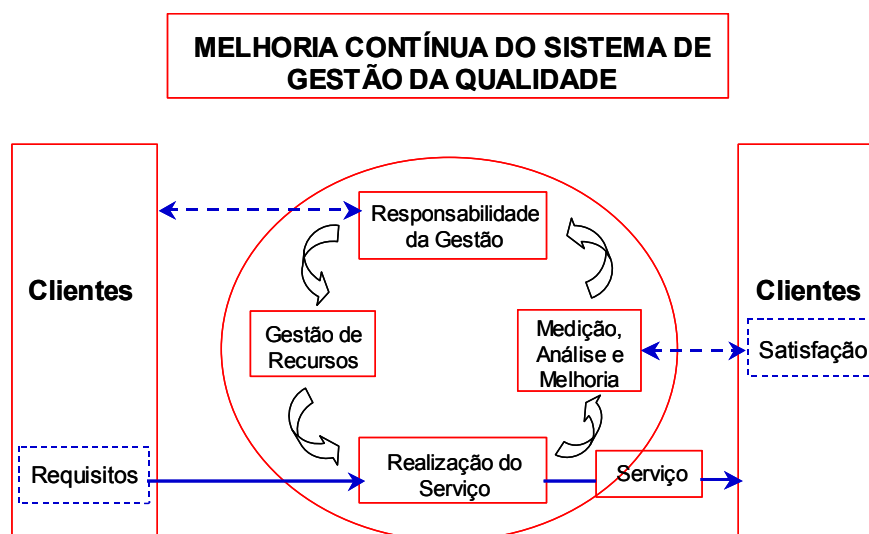 MELHORIA CONTÍNUA DO SISTEMA DE
GESTÃO DA QUALIDADE
Responsabilidade
da Gestão
Clientes
Clientes
Gestão de
Recursos
Medição,
Análise e
Melhoria
Satisfação
Requisitos
Realização do
Serviço
Serviço